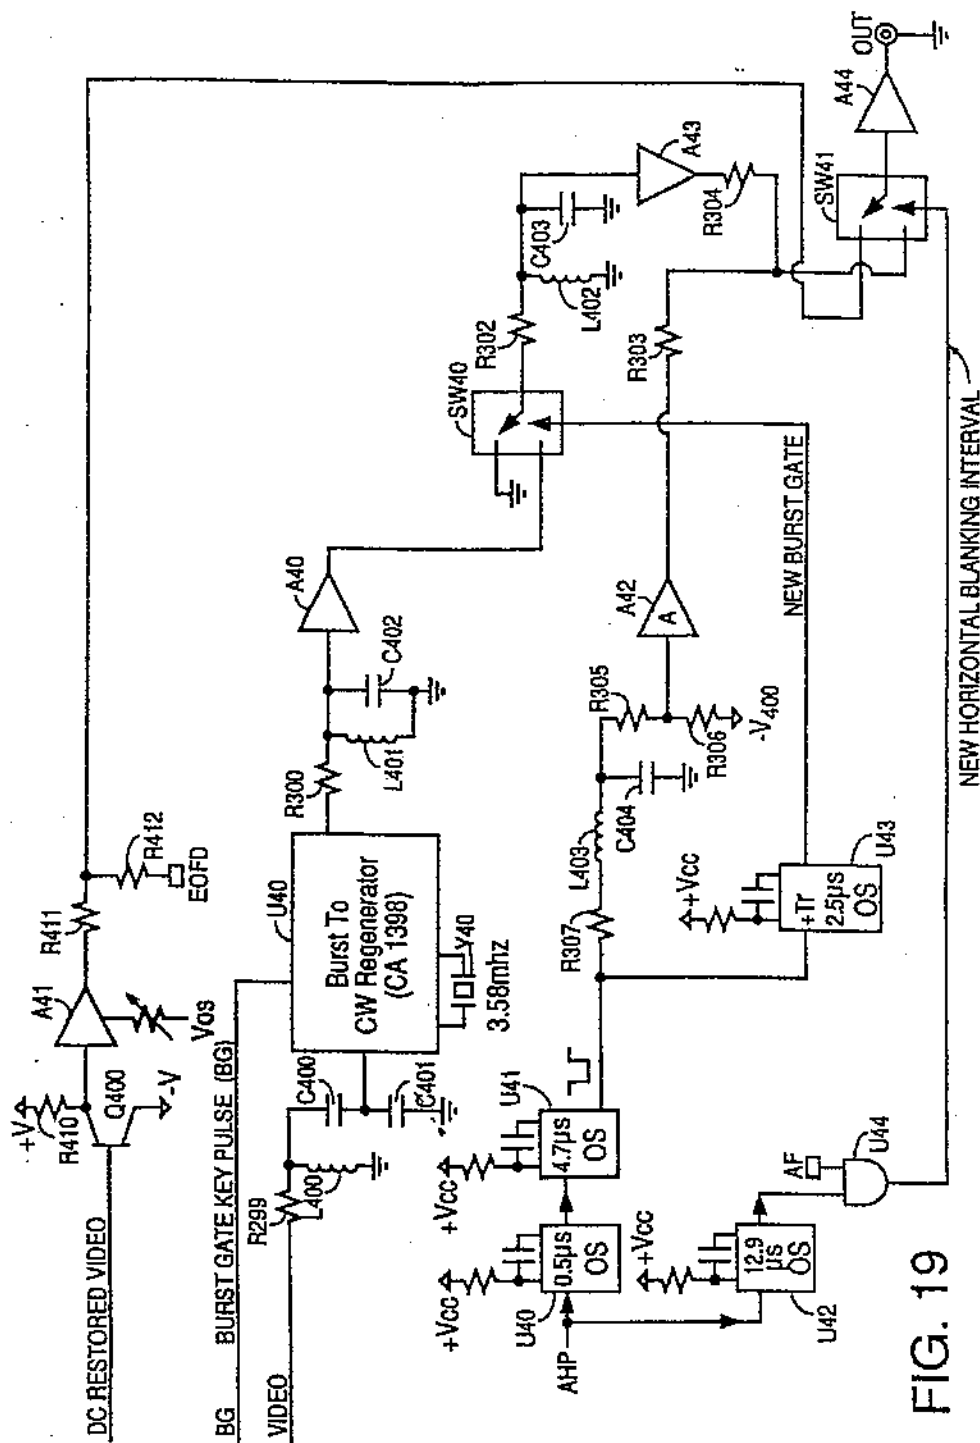 DC RESTORED VIDEO
+V
R410
Q400
-V
A41
Vos
R411
R412
EOFD
BG BURST GATE KEY PULSE (BG)
VIDEO
R299
L400
C400
C401
U40
Burst To
CW Regenerator
(CA 1398)
Y40
3.58mhz
R300
L401
C402
A40
SW40
R302
L402
C403
A43
R304
AHP
+Vcc
0.5µs
OS
U40
+Vcc
4.7µs
OS
U41
R307
L403
C404
R305
R306
-V400
A42
A
R303
+Vcc
+Tr
2.5µs
OS
U43
NEW BURST GATE
+Vcc
12.9
µs
OS
U42
AF
U44
NEW HORIZONTAL BLANKING INTERVAL
SW41
A44
OUT
FIG. 19